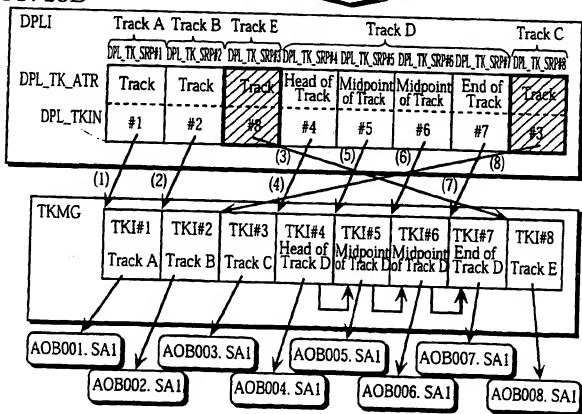 DPLI
Track A Track B Track E Track D Track C
DPL_TK_SRP#1 DPL_TK_SRP#2 DPL_TK_SRP#3 DPL_TK_SRP#4 DPL_TK_SRP#5 DPL_TK_SRP#6 DPL_TK_SRP#7 DPL_TK_SRP#8
DPL_TK_ATR
Track Track Track Head of Track Midpoint of Track Midpoint of Track End of Track Track
DPL_TKIN
#1 #2 #8 #4 #5 #6 #7 #3
(1) (2) (3) (4) (5) (6) (7) (8)
TKMG
TKI#1 TKI#2 TKI#3 TKI#4 TKI#5 TKI#6 TKI#7 TKI#8
Track A Track B Track C Head of Track D Midpoint of Track D Midpoint of Track D End of Track D Track E
AOB001. SA1 AOB003. SA1 AOB005. SA1 AOB007. SA1
AOB002. SA1 AOB004. SA1 AOB006. SA1 AOB008. SA1